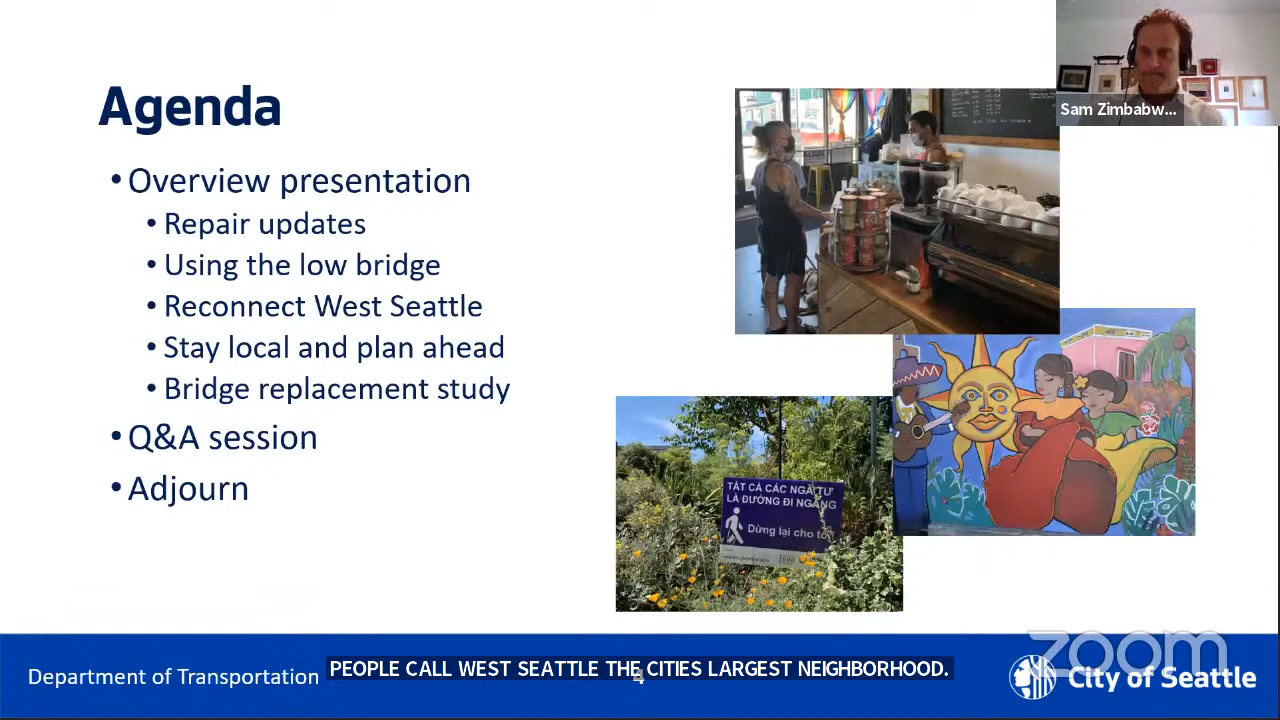 Agenda
• Overview presentation
• Repair updates
• Using the low bridge
• Reconnect West Seattle
• Stay local and plan ahead
• Bridge replacement study
• Q&A session
• Adjourn
Sam Zimbabw...
TẤT CẢ CÁC NGÃ TƯ
LÀ ĐƯỜNG ĐI NGANG
Dừng lại cho tôi
Department of Transportation
PEOPLE CALL WEST SEATTLE THE CITIES LARGEST NEIGHBORHOOD.
4
zoom
City of Seattle